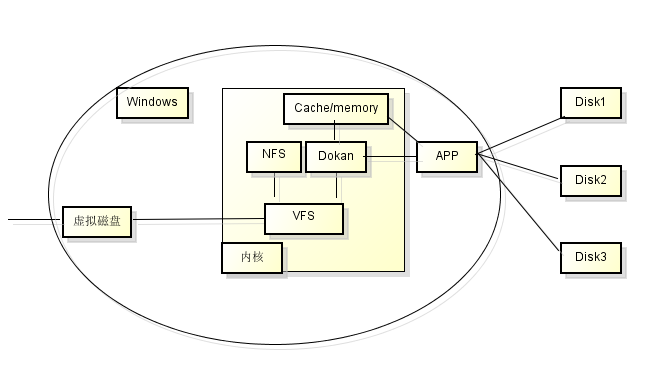 Windows
Cache/memory
Disk1
NFS
Dokan
APP
Disk2
虚拟磁盘
VFS
内核
Disk3